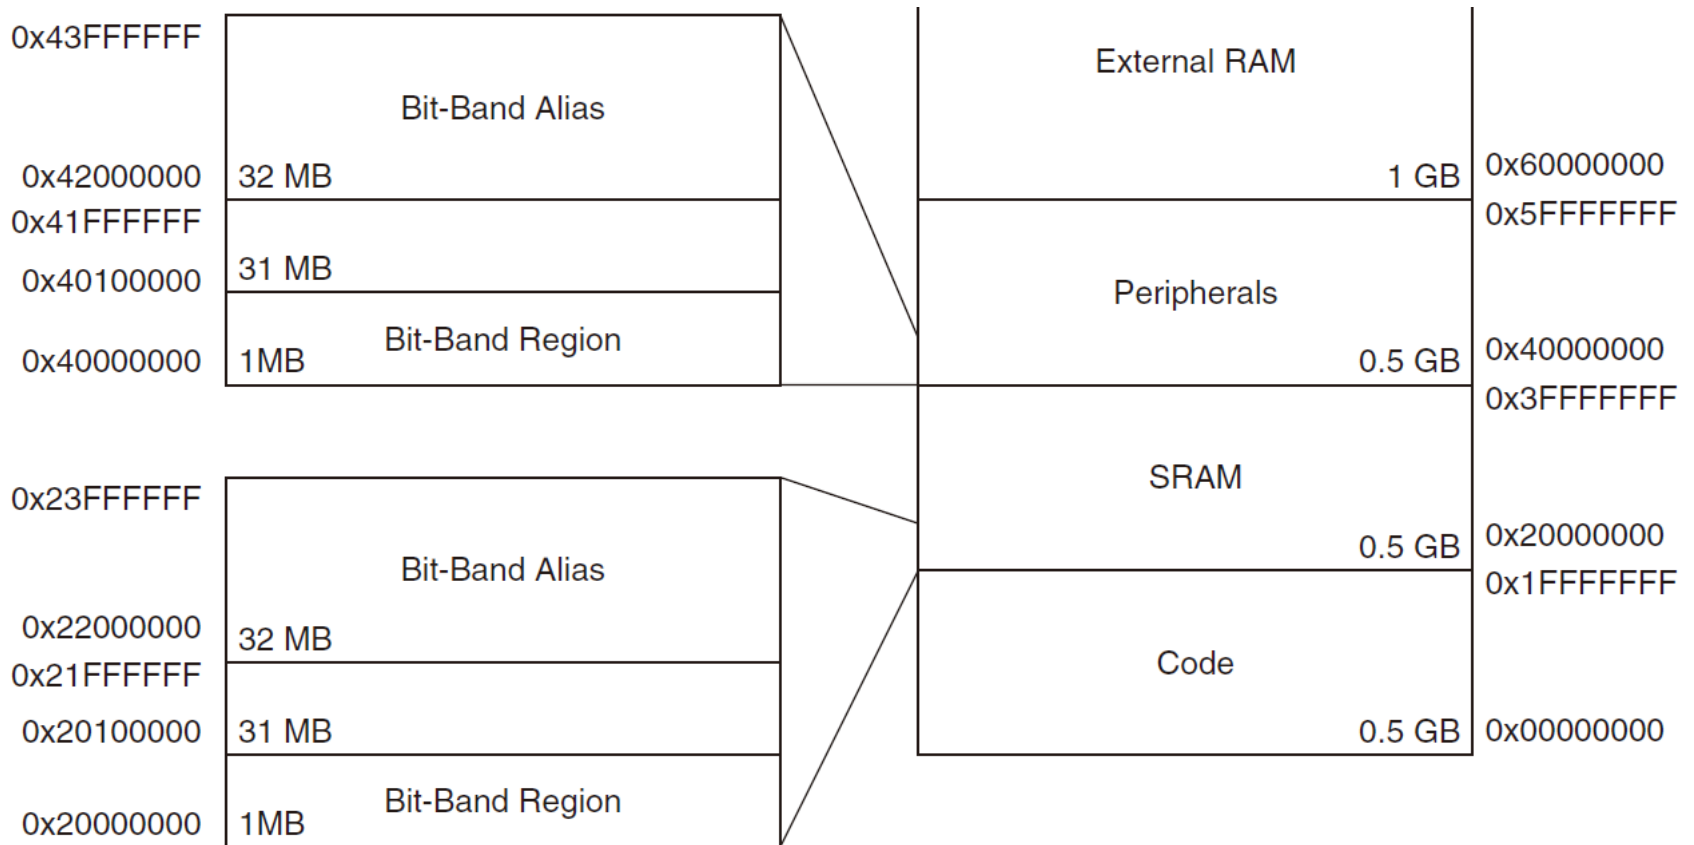 0x43FFFFFF
Bit-Band Alias
0x42000000
32 MB
0x41FFFFFF
31 MB
0x40100000
Bit-Band Region
0x40000000
1MB
0x23FFFFFF
Bit-Band Alias
0x22000000
32 MB
0x21FFFFFF
0x20100000
31 MB
Bit-Band Region
0x20000000
1MB
External RAM
1 GB
0x60000000
0x5FFFFFFF
Peripherals
0.5 GB
0x40000000
0x3FFFFFFF
SRAM
0.5 GB
0x20000000
0x1FFFFFFF
Code
0.5 GB
0x00000000